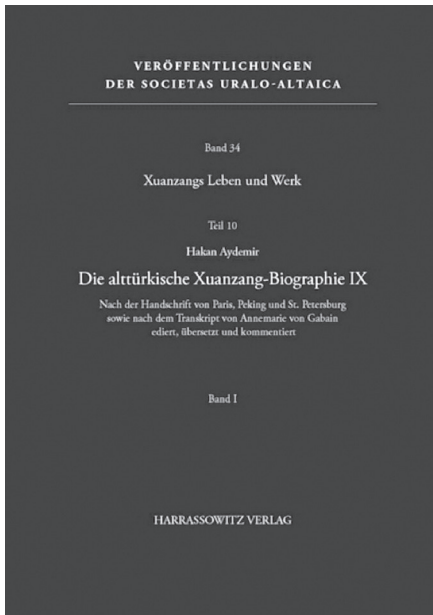 VERÖFFENTLICHUNGEN
DER SOCIETAS URALO-ALTAICA
Band 34
Xuanzangs Leben und Werk
Teil 10
Hakan Aydemir
Die alttürkische Xuanzang-Biographie IX
Nach der Handschrift von Paris, Peking und St. Petersburg
sowie nach dem Transkript von Annemarie von Gabain
ediert, übersetzt und kommentiert
Band I
HARRASSOWITZ VERLAG